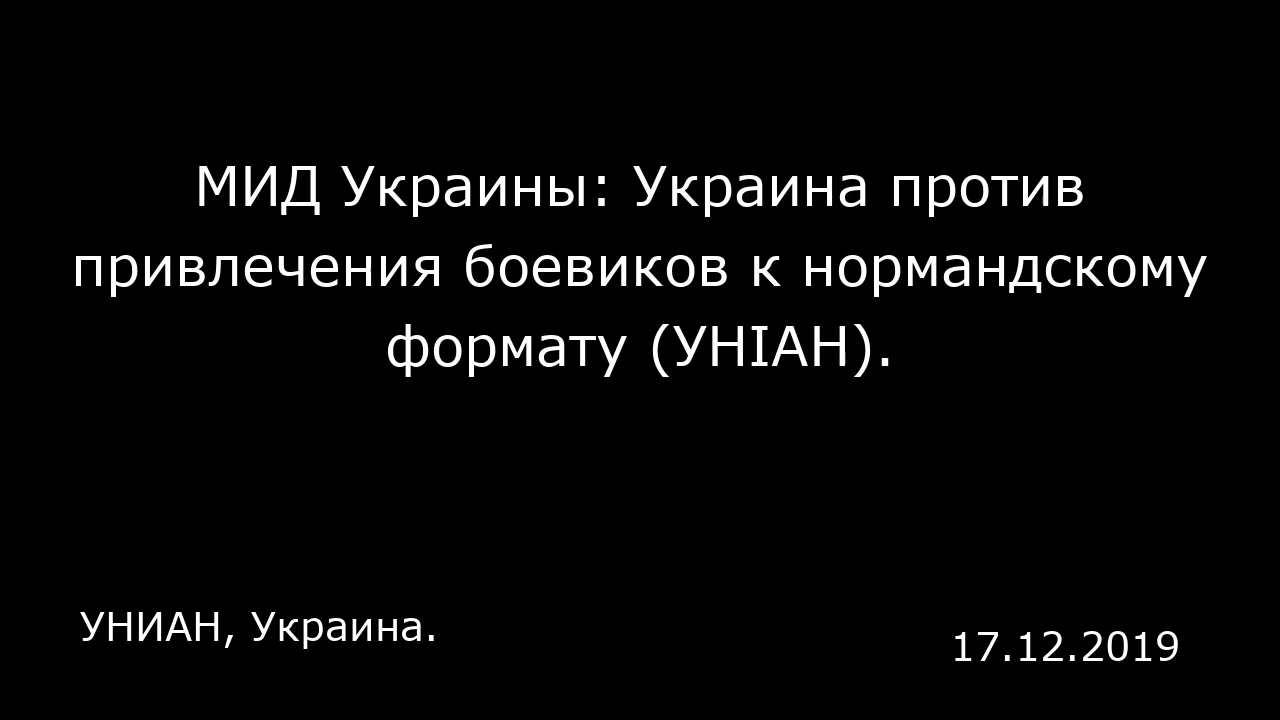 МИД Украины: Украина против
привлечения боевиков к нормандскому
формату (УНІАН).
УНИАН, Украина.
17.12.2019